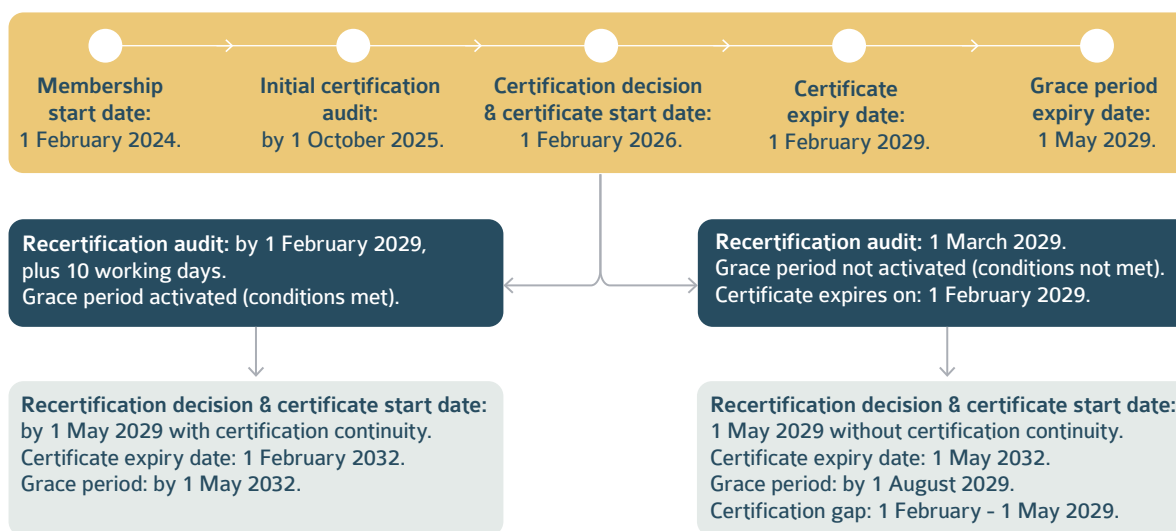 Membership
start date:
1 February 2024.
Initial certification
audit:
by 1 October 2025.
Certification decision
& certificate start date:
1 February 2026.
Certificate
expiry date:
1 February 2029.
Grace period
expiry date:
1 May 2029.
Recertification audit: by 1 February 2029,
plus 10 working days.
Grace period activated (conditions met).
Recertification audit: 1 March 2029.
Grace period not activated (conditions not met).
Certificate expires on: 1 February 2029.
Recertification decision & certificate start date:
by 1 May 2029 with certification continuity.
Certificate expiry date: 1 February 2032.
Grace period: by 1 May 2032.
Recertification decision & certificate start date:
1 May 2029 without certification continuity.
Certificate expiry date: 1 May 2032.
Grace period: by 1 August 2029.
Certification gap: 1 February - 1 May 2029.